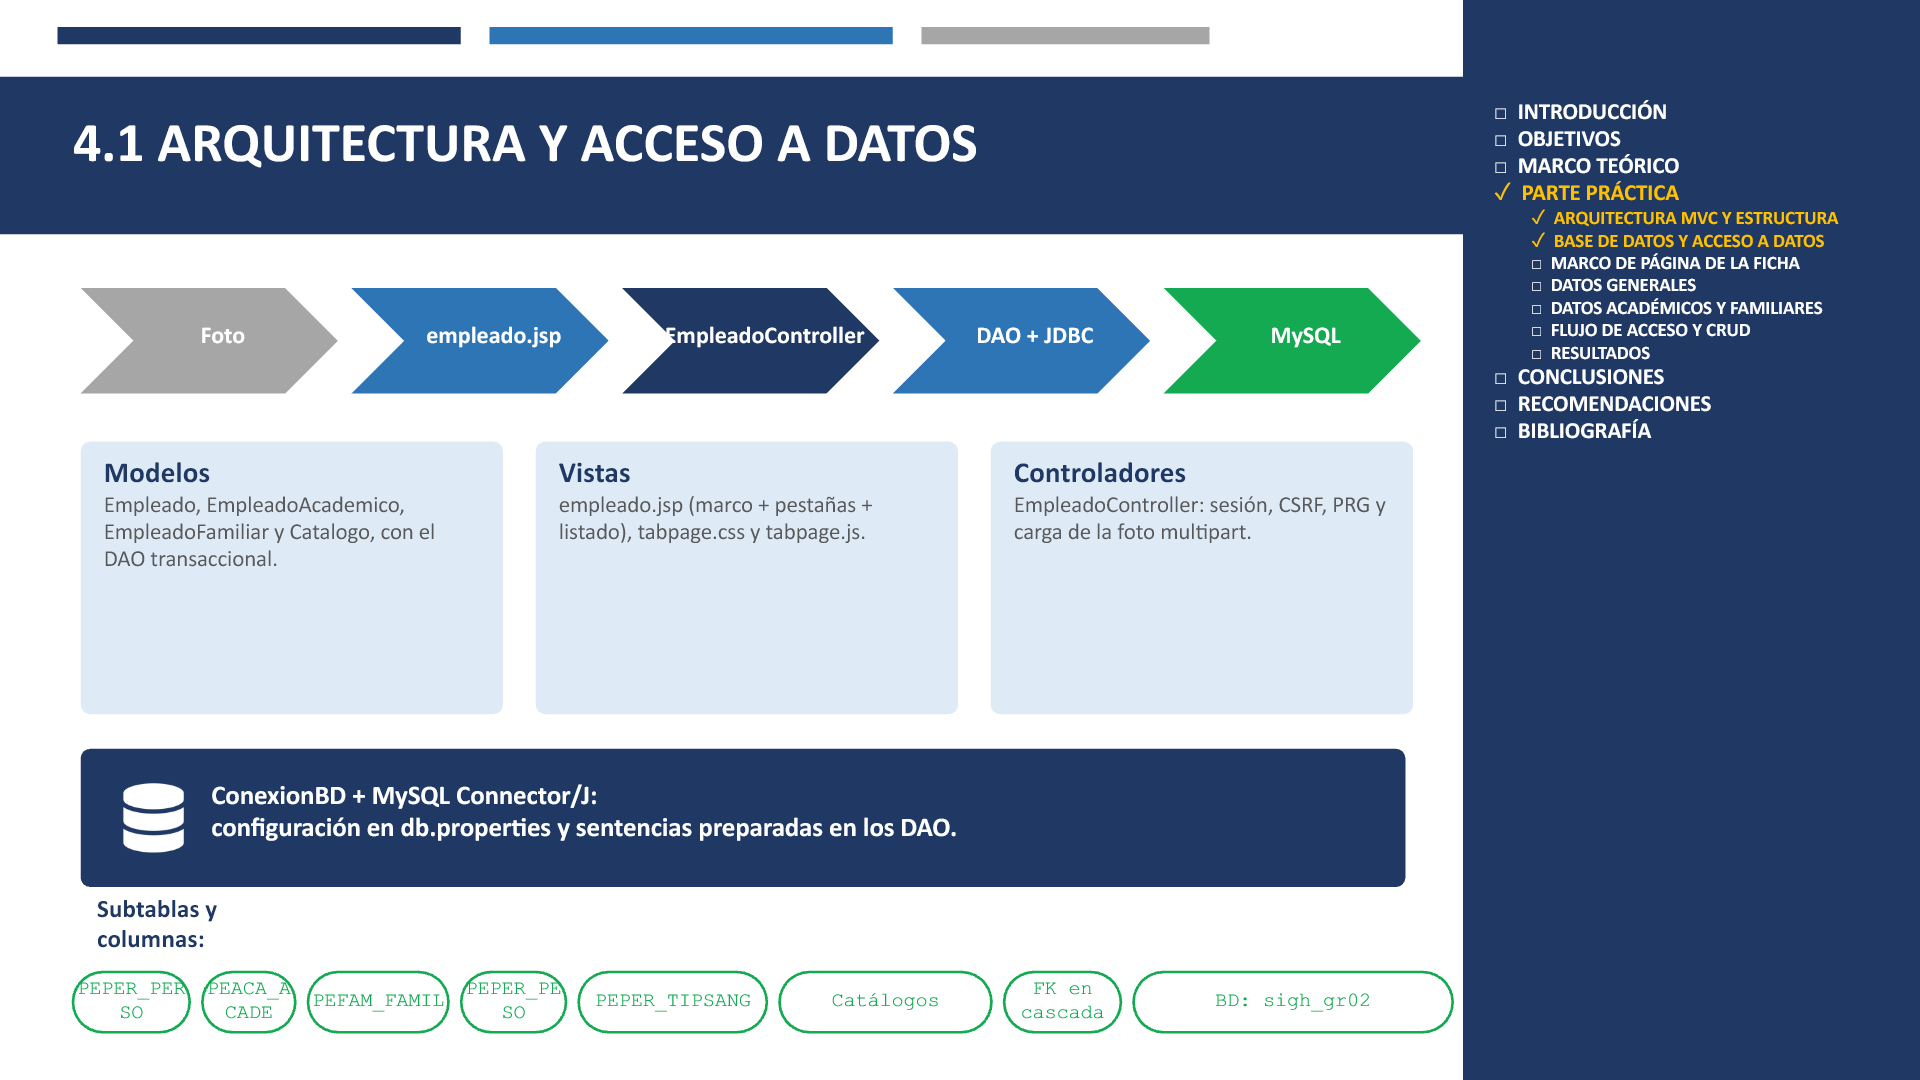 4.1 ARQUITECTURA Y ACCESO A DATOS
Foto
empleado.jsp
EmpleadoController
DAO + JDBC
MySQL
Modelos
Empleado, EmpleadoAcademico,
EmpleadoFamiliar y Catalogo, con el
DAO transaccional.
Vistas
empleado.jsp (marco + pestañas +
listado), tabpage.css y tabpage.js.
Controladores
EmpleadoController: sesión, CSRF, PRG y
carga de la foto multipart.
ConexionBD + MySQL Connector/J:
configuración en db.properties y sentencias preparadas en los DAO.
Subtablas y
columnas:
PEPER_PER
SO
PEACA_A
CADE
PEFAM_FAMIL
PEPER_PE
SO
PEPER_TIPSANG
Catálogos
FK en
cascada
BD: sigh_gr02
□ INTRODUCCIÓN
□ OBJETIVOS
□ MARCO TEÓRICO
✓ PARTE PRÁCTICA
✓ ARQUITECTURA MVC Y ESTRUCTURA
✓ BASE DE DATOS Y ACCESO A DATOS
□ MARCO DE PÁGINA DE LA FICHA
□ DATOS GENERALES
□ DATOS ACADÉMICOS Y FAMILIARES
□ FLUJO DE ACCESO Y CRUD
□ RESULTADOS
□ CONCLUSIONES
□ RECOMENDACIONES
□ BIBLIOGRAFÍA